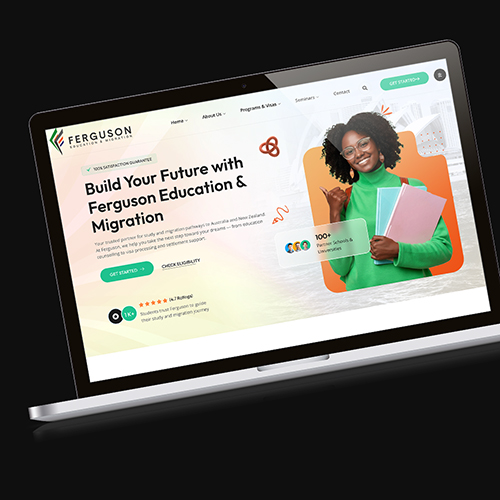 FERGUSON
EDUCATION & MIGRATION
Home
About Us
Programs & Visas
Seminars
Contact
GET STARTED
100% SATISFACTION GUARANTEE
Build Your Future with
Ferguson Education &
Migration
Your trusted partner for study and migration pathways to Australia and New Zealand
At Ferguson, we help you take the next step toward your dreams — from education
counseling to visa processing and settlement support.
GET STARTED
CHECK ELIGIBILITY
100+
Partner Schools &
Universities
1K+
(4.7 Ratings)
Students trust Ferguson to guide
their study and migration journey